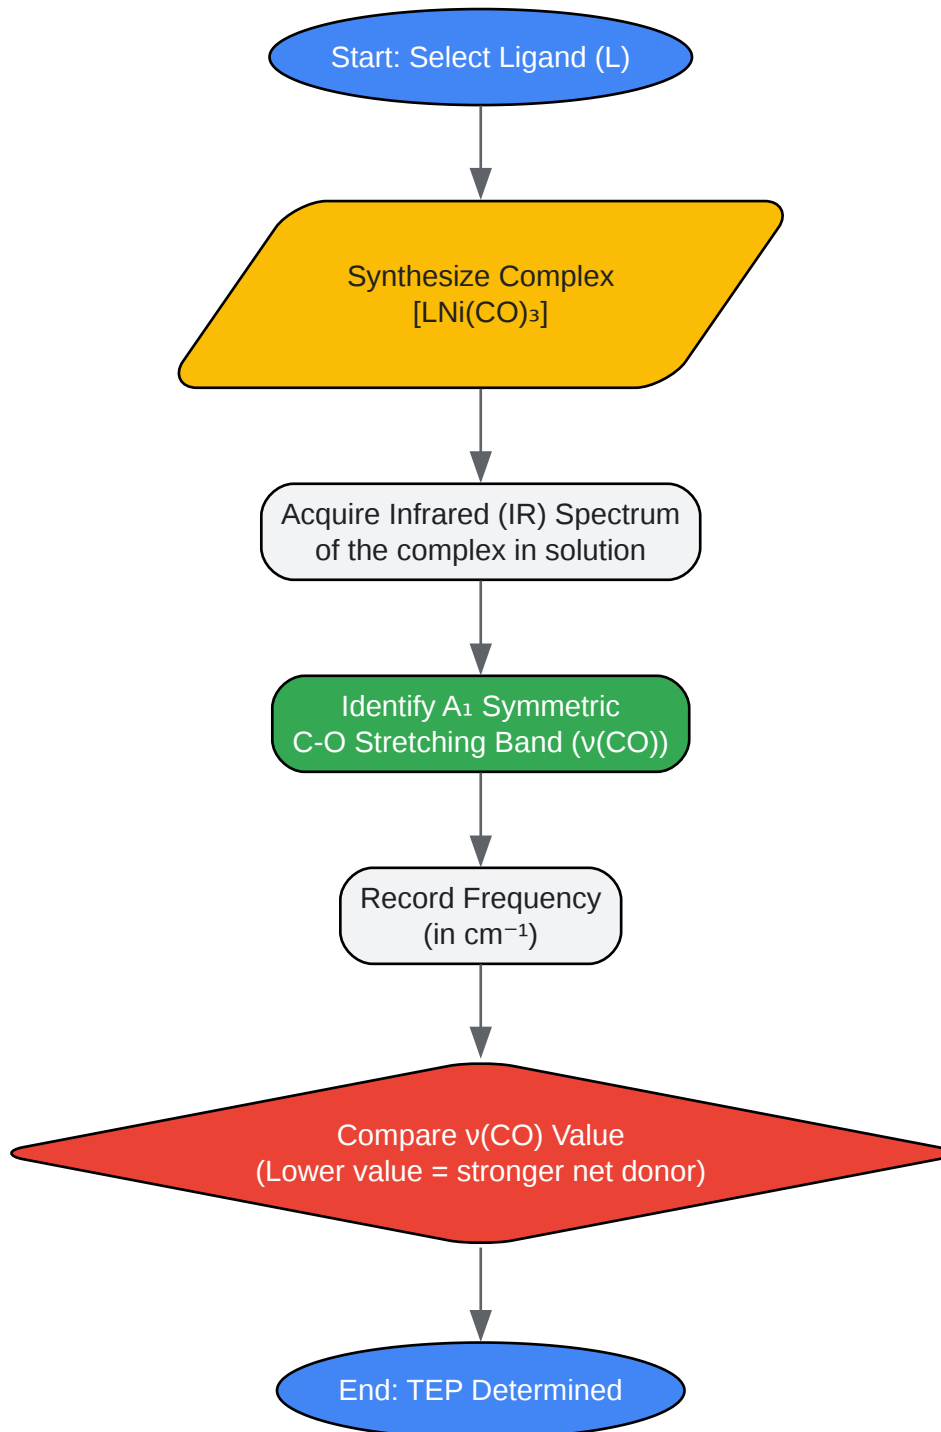 Start: Select Ligand (L)
Synthesize Complex
[LNi(CO)₃]
Acquire Infrared (IR) Spectrum
of the complex in solution
Identify A₁ Symmetric
C-O Stretching Band (ν(CO))
Record Frequency
(in cm⁻¹)
Compare ν(CO) Value
(Lower value = stronger net donor)
End: TEP Determined